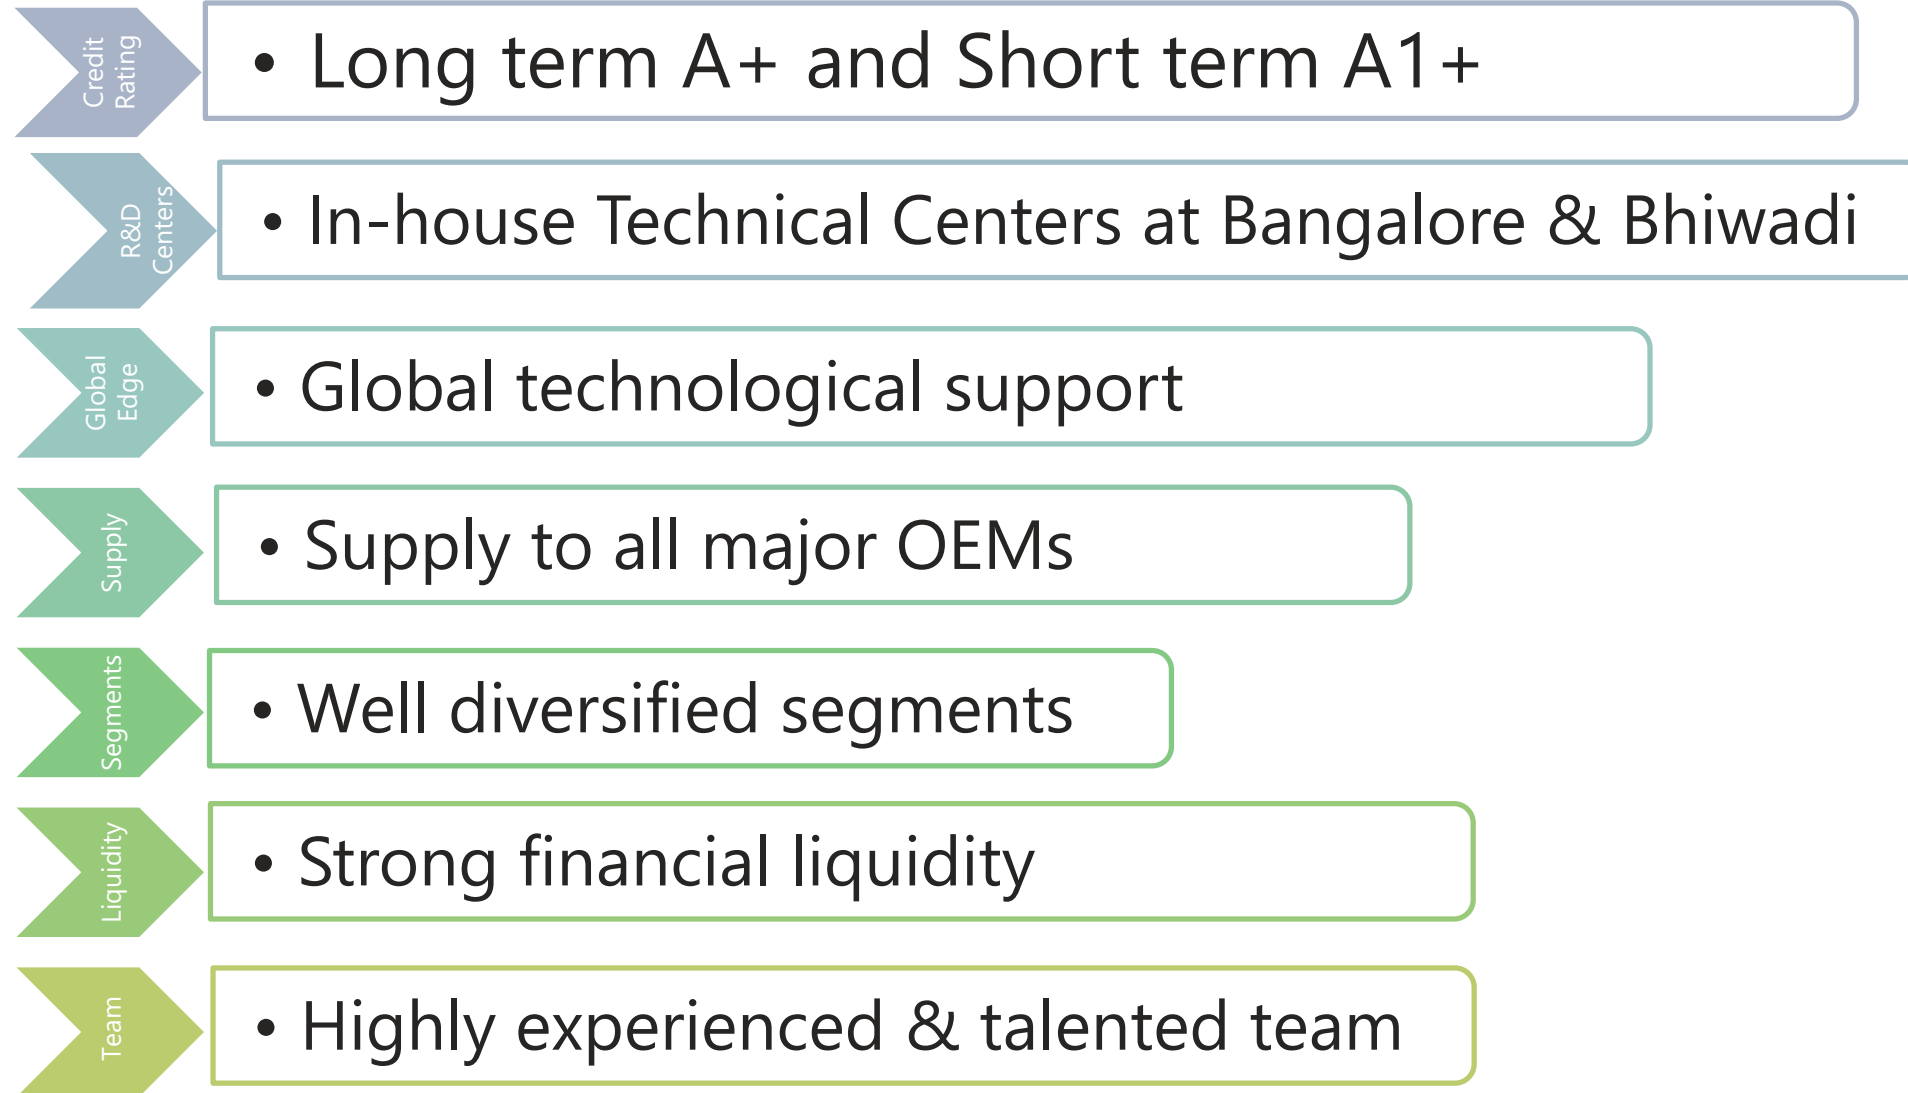 Credit
Rating
• Long term A+ and Short term A1+
R&D
Centers
• In-house Technical Centers at Bangalore & Bhiwadi
Global
Edge
• Global technological support
Supply
• Supply to all major OEMs
Segments
• Well diversified segments
Liquidity
• Strong financial liquidity
Team
• Highly experienced & talented team